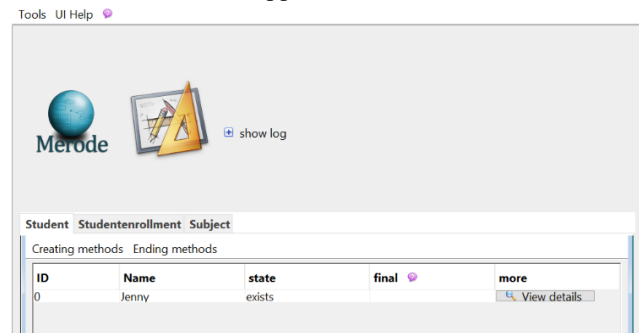 Tools UI Help
Merode
show log
Student Studentenrollment Subject
Creating methods Ending methods
ID Name state final more
0 Jenny exists View details